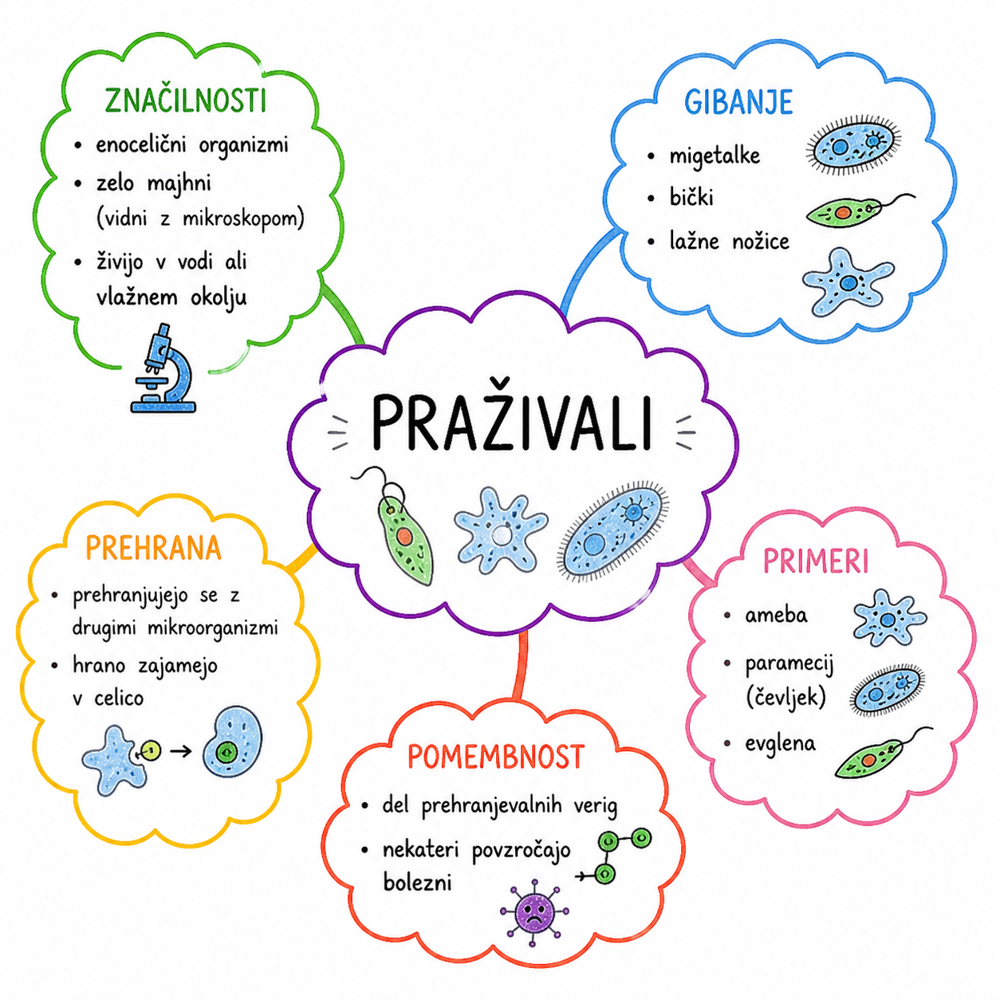 ZNAČILNOSTI
• enocelični organizmi
• zelo majhni
(vidni z mikroskopom)
• živijo v vodi ali
vlažnem okolju
GIBANJE
• migetalke
• bički
• lažne nožice
PRAŽIVALI
PREHRANA
• prehranjujejo se z
drugimi mikroorganizmi
• hrano zajamejo
v celico
PRIMERI
• ameba
• paramecij
(čevljek)
• evglena
POMEMBNOST
• del prehranjevalnih verig
• nekateri povzročajo
bolezni